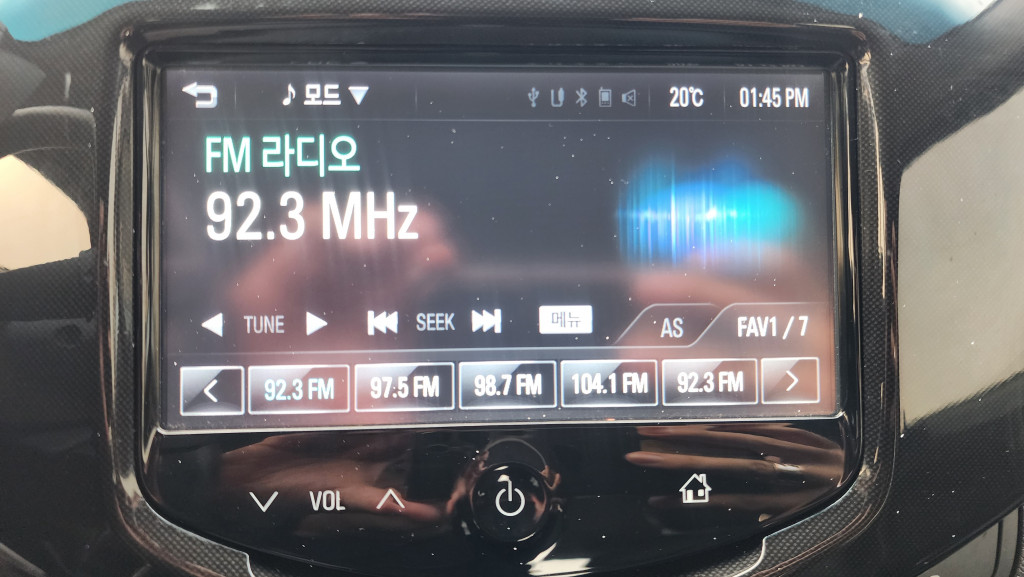 모드 20℃ 01:45 PM
FM 라디오
92.3 MHz
TUNE SEEK 메뉴 AS FAV1 / 7
92.3 FM 97.5 FM 98.7 FM 104.1 FM 92.3 FM
VOL